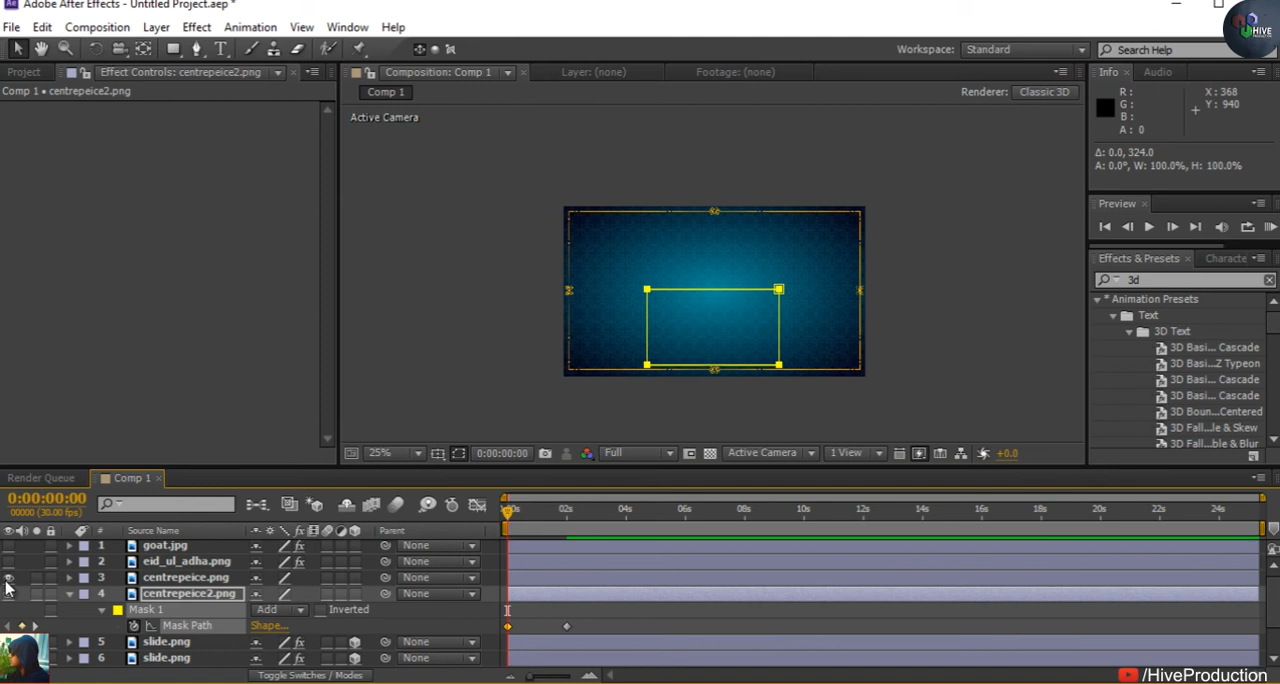 Adobe After Effects - Untitled Project.aep *
File Edit Composition Layer Effect Animation View Window Help
Workspace: Standard Search Help
HIVE
Project Effect Controls: centrepeice2.png Composition: Comp 1 Layer: (none) Footage: (none) Info Audio
Comp 1 • centrepeice2.png
Comp 1 Renderer: Classic 3D
Active Camera
R: X: 368
G: Y: 940
B:
A: 0
Δ: 0.0, 324.0
A: 0.0°, W: 100.0%, H: 100.0%
Preview
Effects & Presets Characte
3d
* Animation Presets
Text
3D Text
3D Basi... Cascade
3D Basi...Z Typeon
3D Basi... Cascade
3D Basi... Cascade
3D Boun...Centered
3D Fall...le & Skew
3D Fall...ble & Blur
25% 0:00:00:00 Full Active Camera 1 View +0.0
Render Queue Comp 1
0:00:00:00
00000 (30.00 fps)
02s 04s 06s 08s 10s 12s 14s 16s 18s 20s 22s 24s
# Source Name Parent
1 goat.jpg None
2 eid_ul_adha.png None
3 centrepeice.png None
4 centrepeice2.png None
Mask 1 Add Inverted
Mask Path Shape...
5 slide.png None
6 slide.png None
Toggle Switches / Modes
/HiveProduction